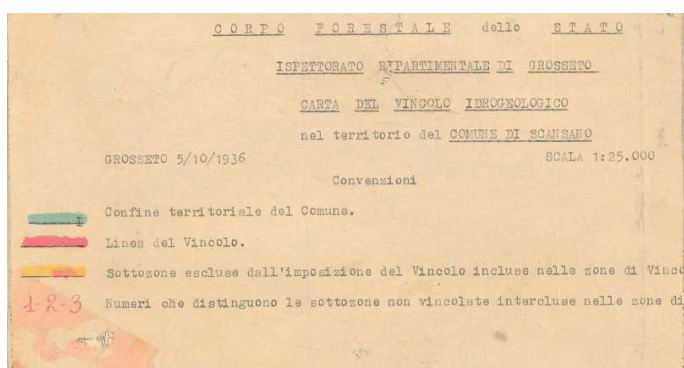 CORPO FORESTALE dello STATO
ISPETTORATO RIPARTIMENTALE DI GROSSETO
CARTA DEL VINCOLO IDROGEOLOGICO
nel territorio del COMUNE DI SCANSANO
GROSSETO 5/10/1936 SCALA 1:25.000
Convenzioni
Confine territoriale del Comune.
Linea del Vincolo.
Sottozone escluse dall'imposizione del Vincolo incluse nelle zone di Vinco
1-2-3 Numeri che distinguono le sottozone non vincolate intercluse nelle zone di